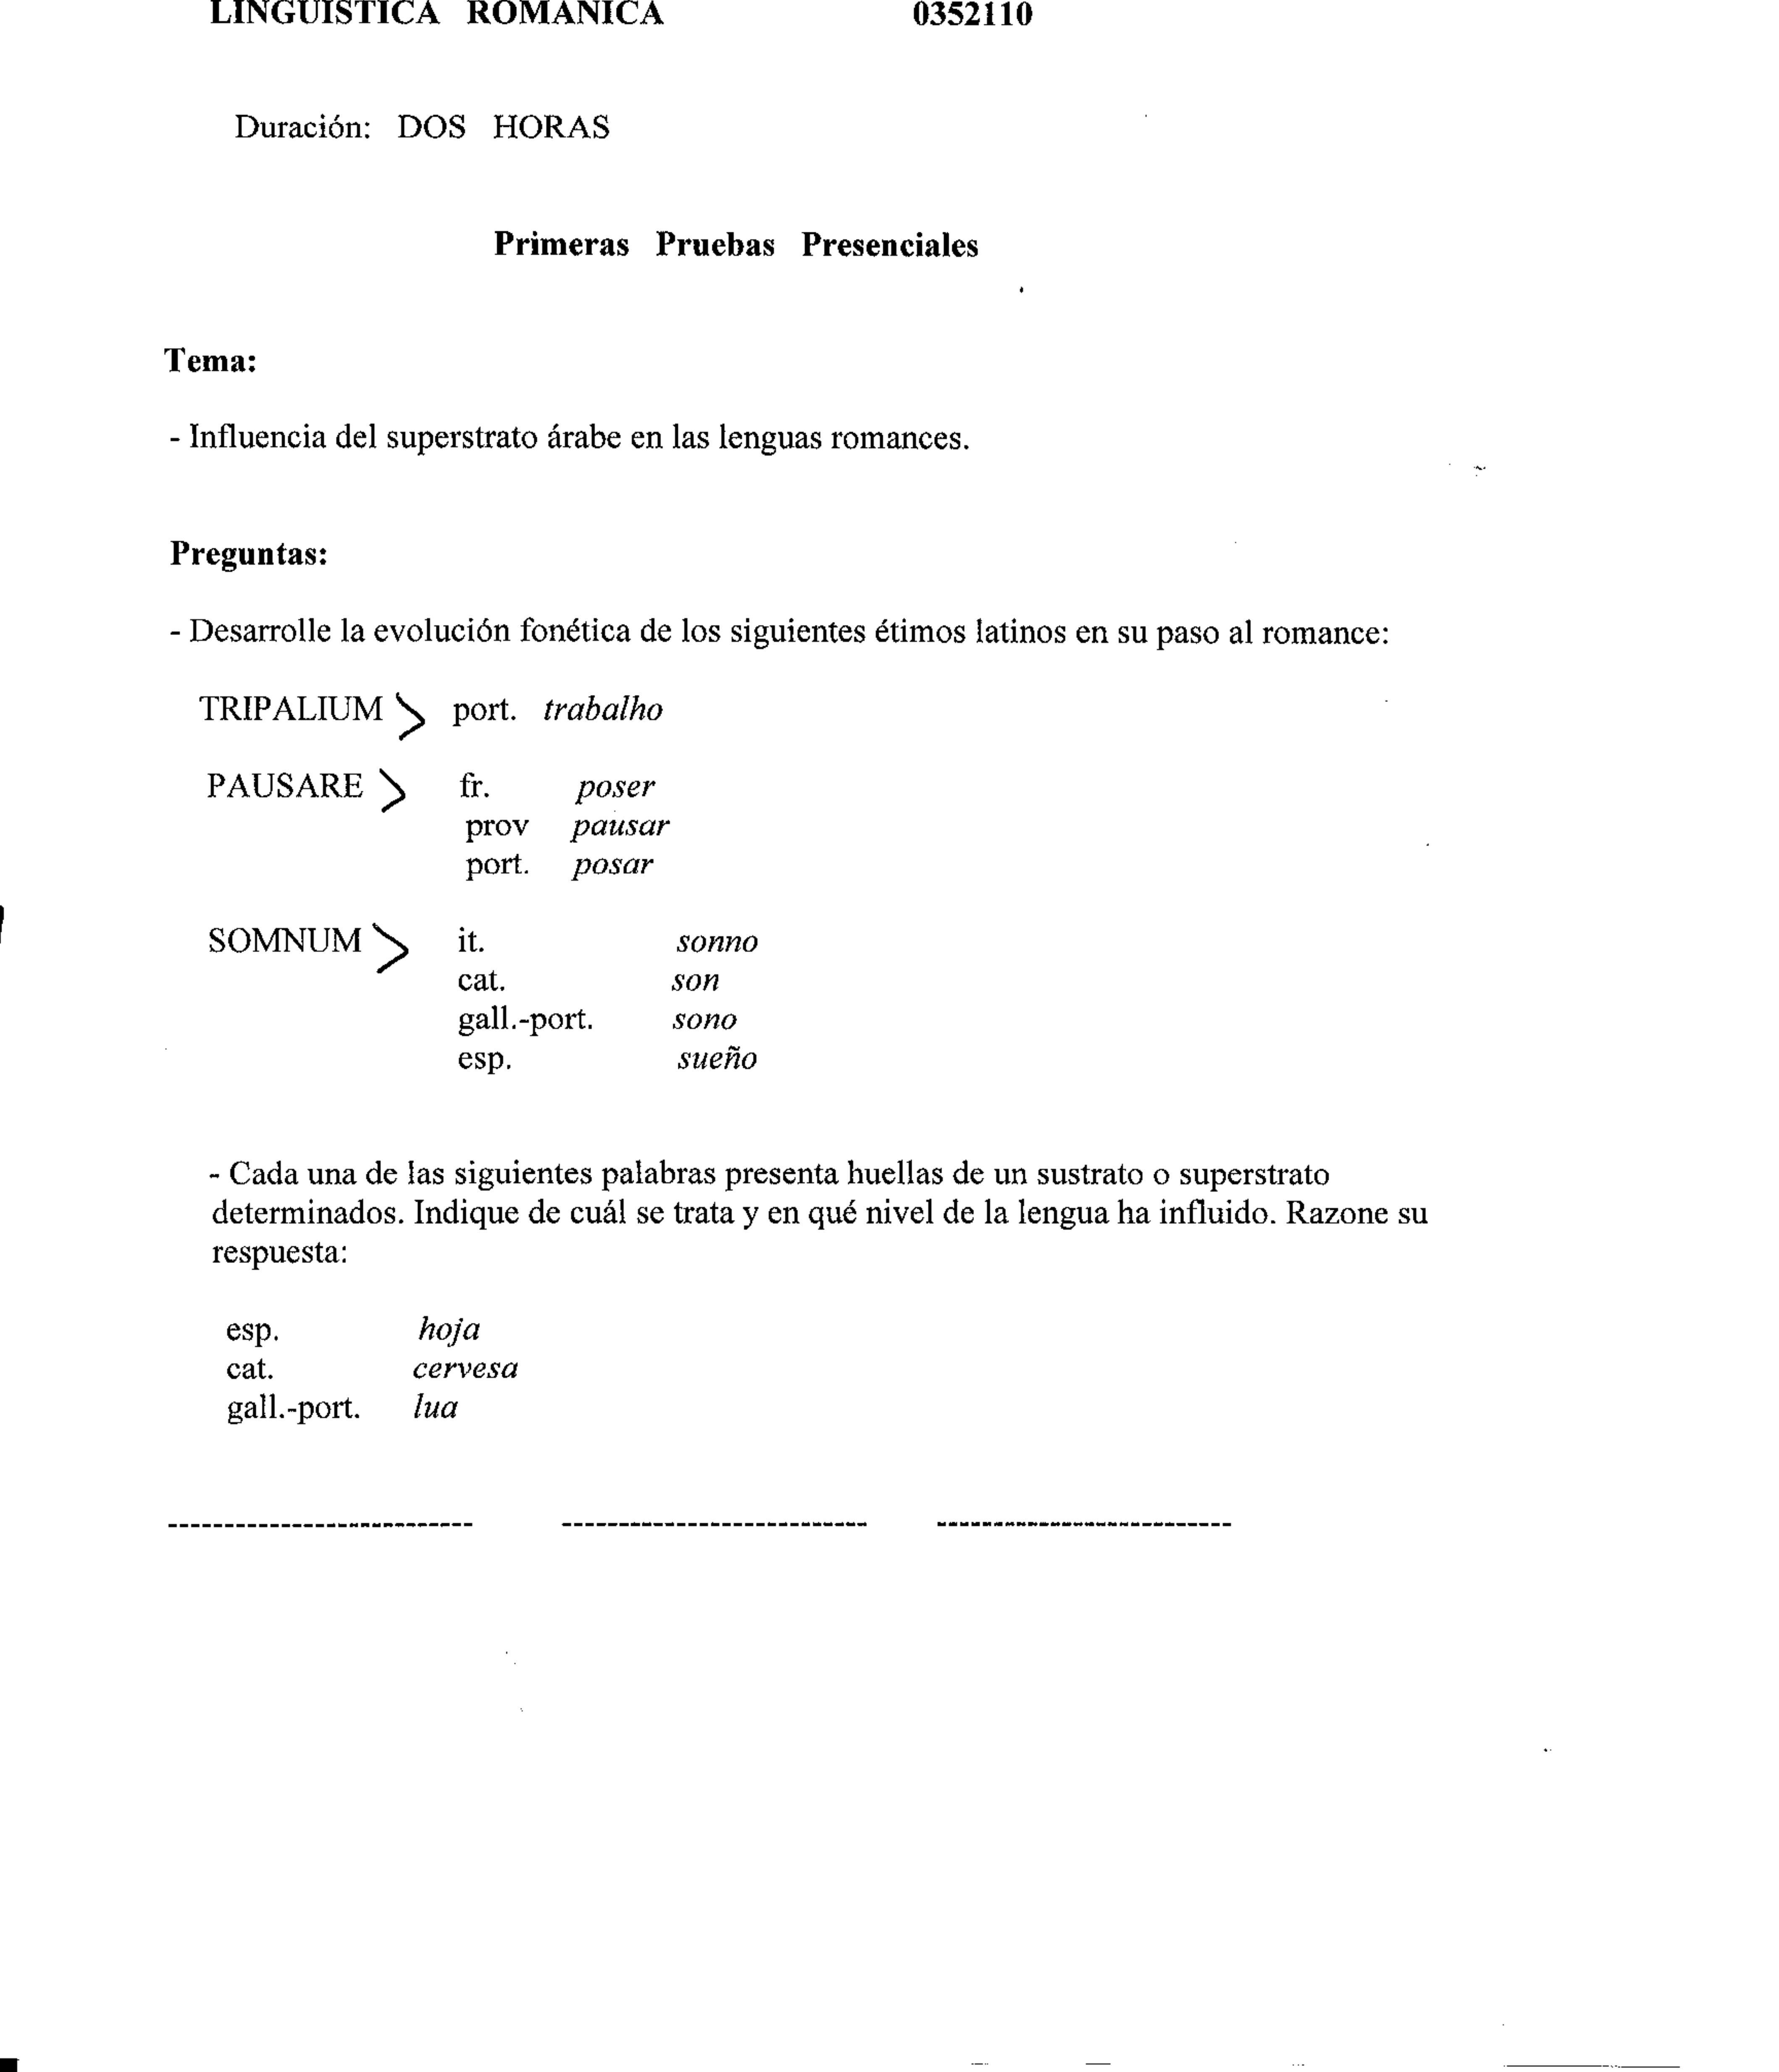 LINGUISTICA ROMANICA 0352110
Duración: DOS HORAS
Primeras Pruebas Presenciales
Tema:
- Influencia del superstrato árabe en las lenguas romances.
Preguntas:
- Desarrolle la evolución fonética de los siguientes étimos latinos en su paso al romance:
TRIPALIUM > port. trabalho
PAUSARE > fr. poser
prov pausar
port. posar
SOMNUM > it. sonno
cat. son
gall.-port. sono
esp. sueño
- Cada una de las siguientes palabras presenta huellas de un sustrato o superstrato
determinados. Indique de cuál se trata y en qué nivel de la lengua ha influido. Razone su
respuesta:
esp. hoja
cat. cervesa
gall.-port. lua